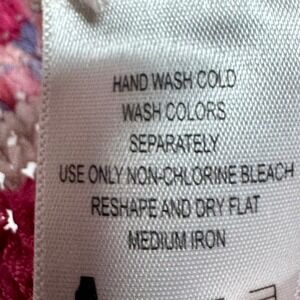 HAND WASH COLD
WASH COLORS
SEPARATELY
USE ONLY NON-CHLORINE BLEACH
RESHAPE AND DRY FLAT
MEDIUM IRON